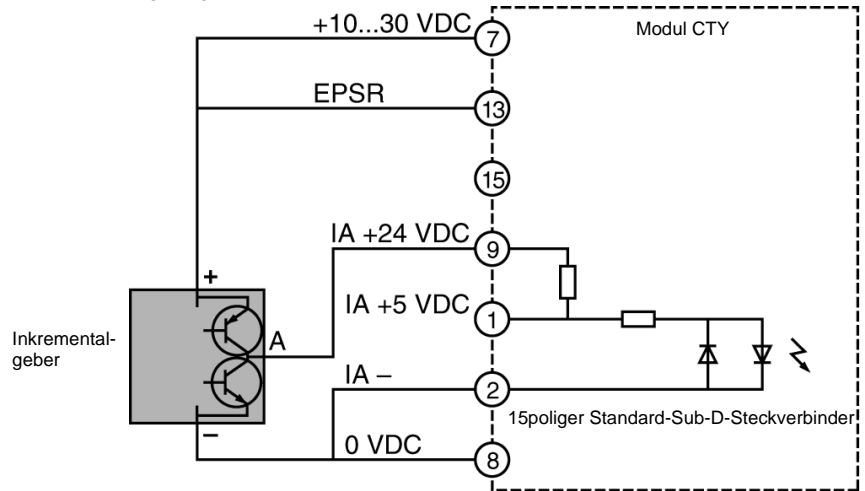 +10...30 VDC
7
Modul CTY
EPSR
13
15
IA +24 VDC
9
+
IA +5 VDC
1
Inkremental-
geber
A
IA –
2
15poliger Standard-Sub-D-Steckverbinder
–
0 VDC
8